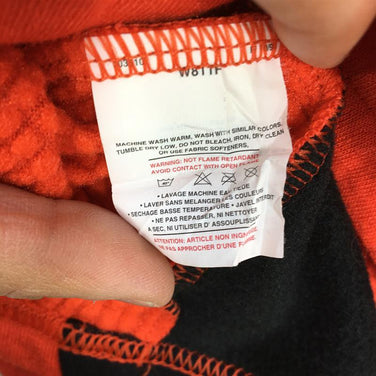 W811F
MACHINE WASH WARM, WASH WITH SIMILAR COLORS,
TUMBLE DRY LOW, DO NOT BLEACH, IRON, DRY CLEAN
OR USE FABRIC SOFTENERS.
WARNING: NOT FLAME RETARDANT
AVOID CONTACT WITH OPEN FLAME
• LAVAGE MACHINE EAU TIEDE
• LAVER SANS MELANGER LES COULEURS
• SECHAGE BASSE TEMPERATURE • JAVEL INTERDIT
• NE PAS REPASSER, NI NETTOYER
A SEC, NI UTILISER D'ASSOUPLISSEUR
ATTENTION: ARTICLE NON IGNIFUGE
NE PAS APPROCHER D'UNE FLAMME.